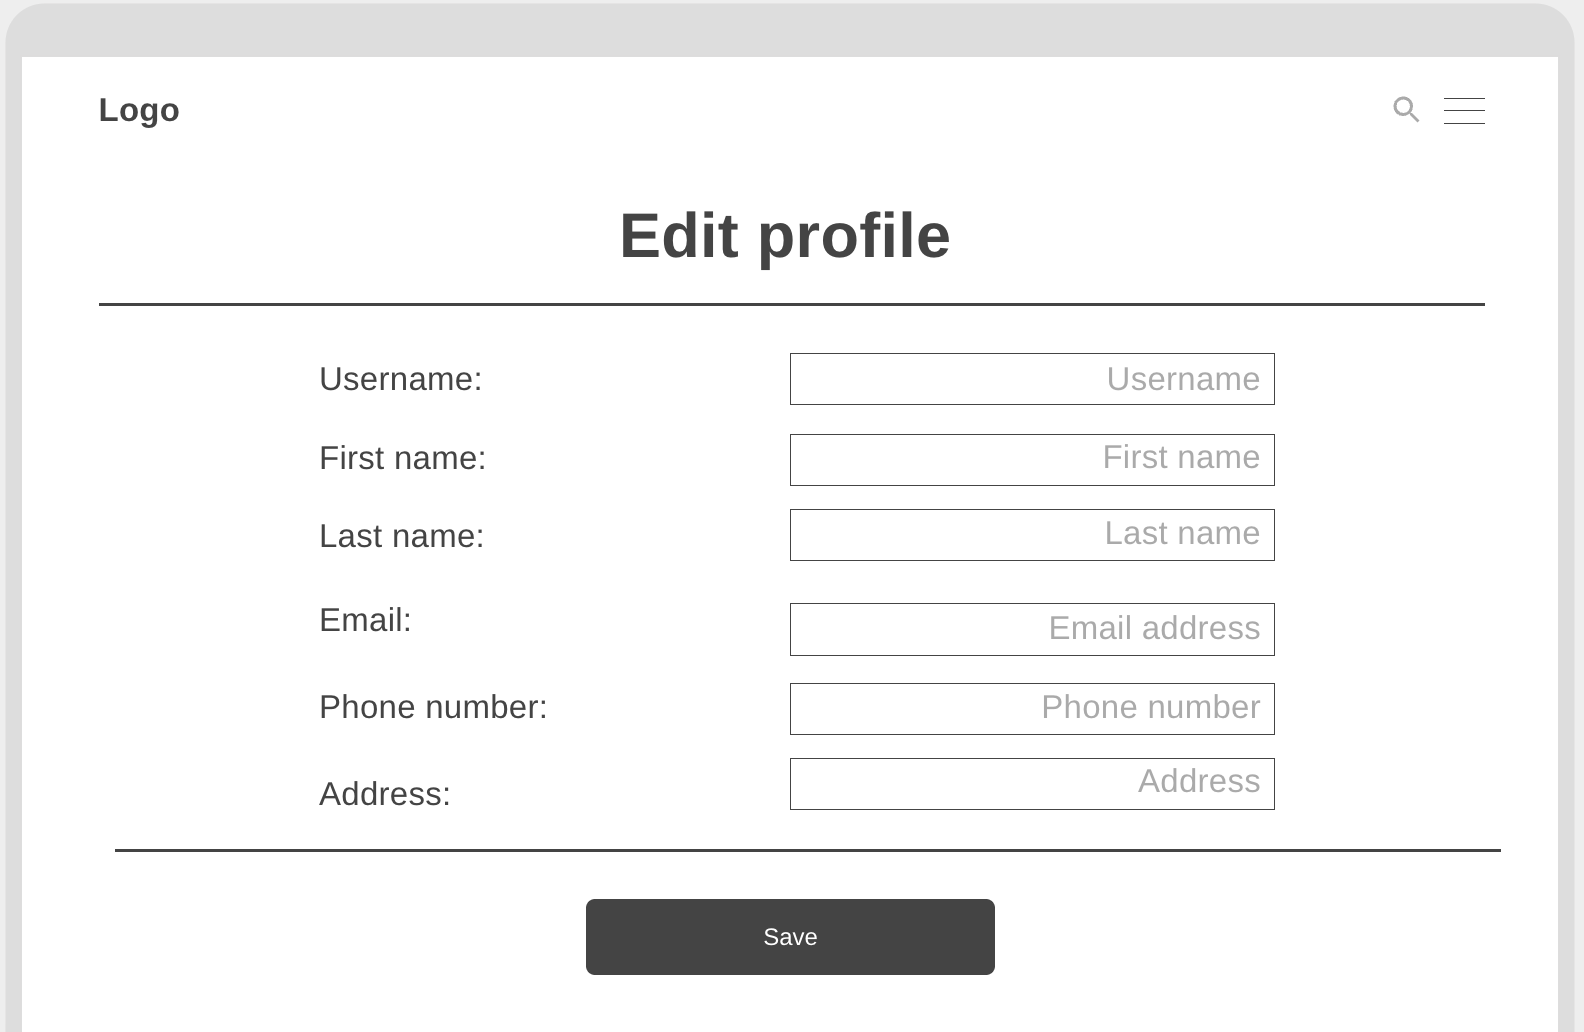 Logo
Edit profile
Username: Username
First name: First name
Last name: Last name
Email: Email address
Phone number: Phone number
Address: Address
Save